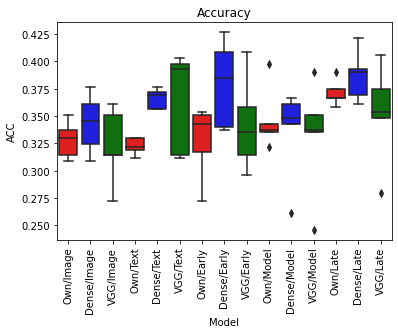 Accuracy
ACC
0.425
0.400
0.375
0.350
0.325
0.300
0.275
0.250
Own/Image
Dense/Image
VGG/Image
Own/Text
Dense/Text
VGG/Text
Own/Early
Dense/Early
VGG/Early
Own/Model
Dense/Model
VGG/Model
Own/Late
Dense/Late
VGG/Late
Model